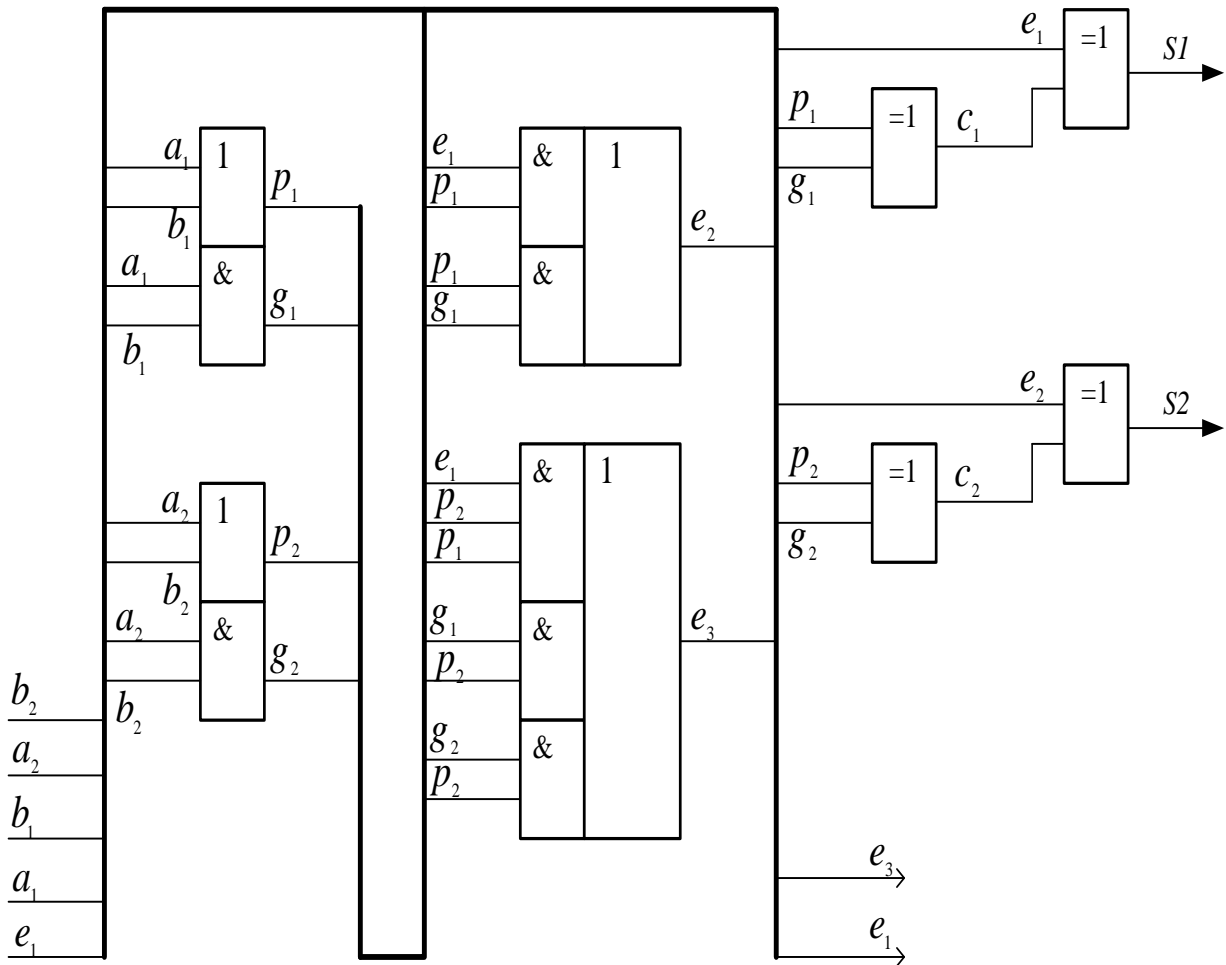 e₁ =1 S1
p₁ =1 c₁
g₁
a₁ 1 p₁
b₁
a₁ & g₁
b₁
e₁ & 1
p₁
e₂
p₁ &
g₁
e₂ =1 S2
p₂ =1 c₂
g₂
a₂ 1 p₂
b₂
a₂ & g₂
b₂
e₁ & 1
p₂
p₁
g₁ & e₃
p₂
g₂ &
p₂
b₂
a₂
b₁
a₁
e₁
e₃
e₁